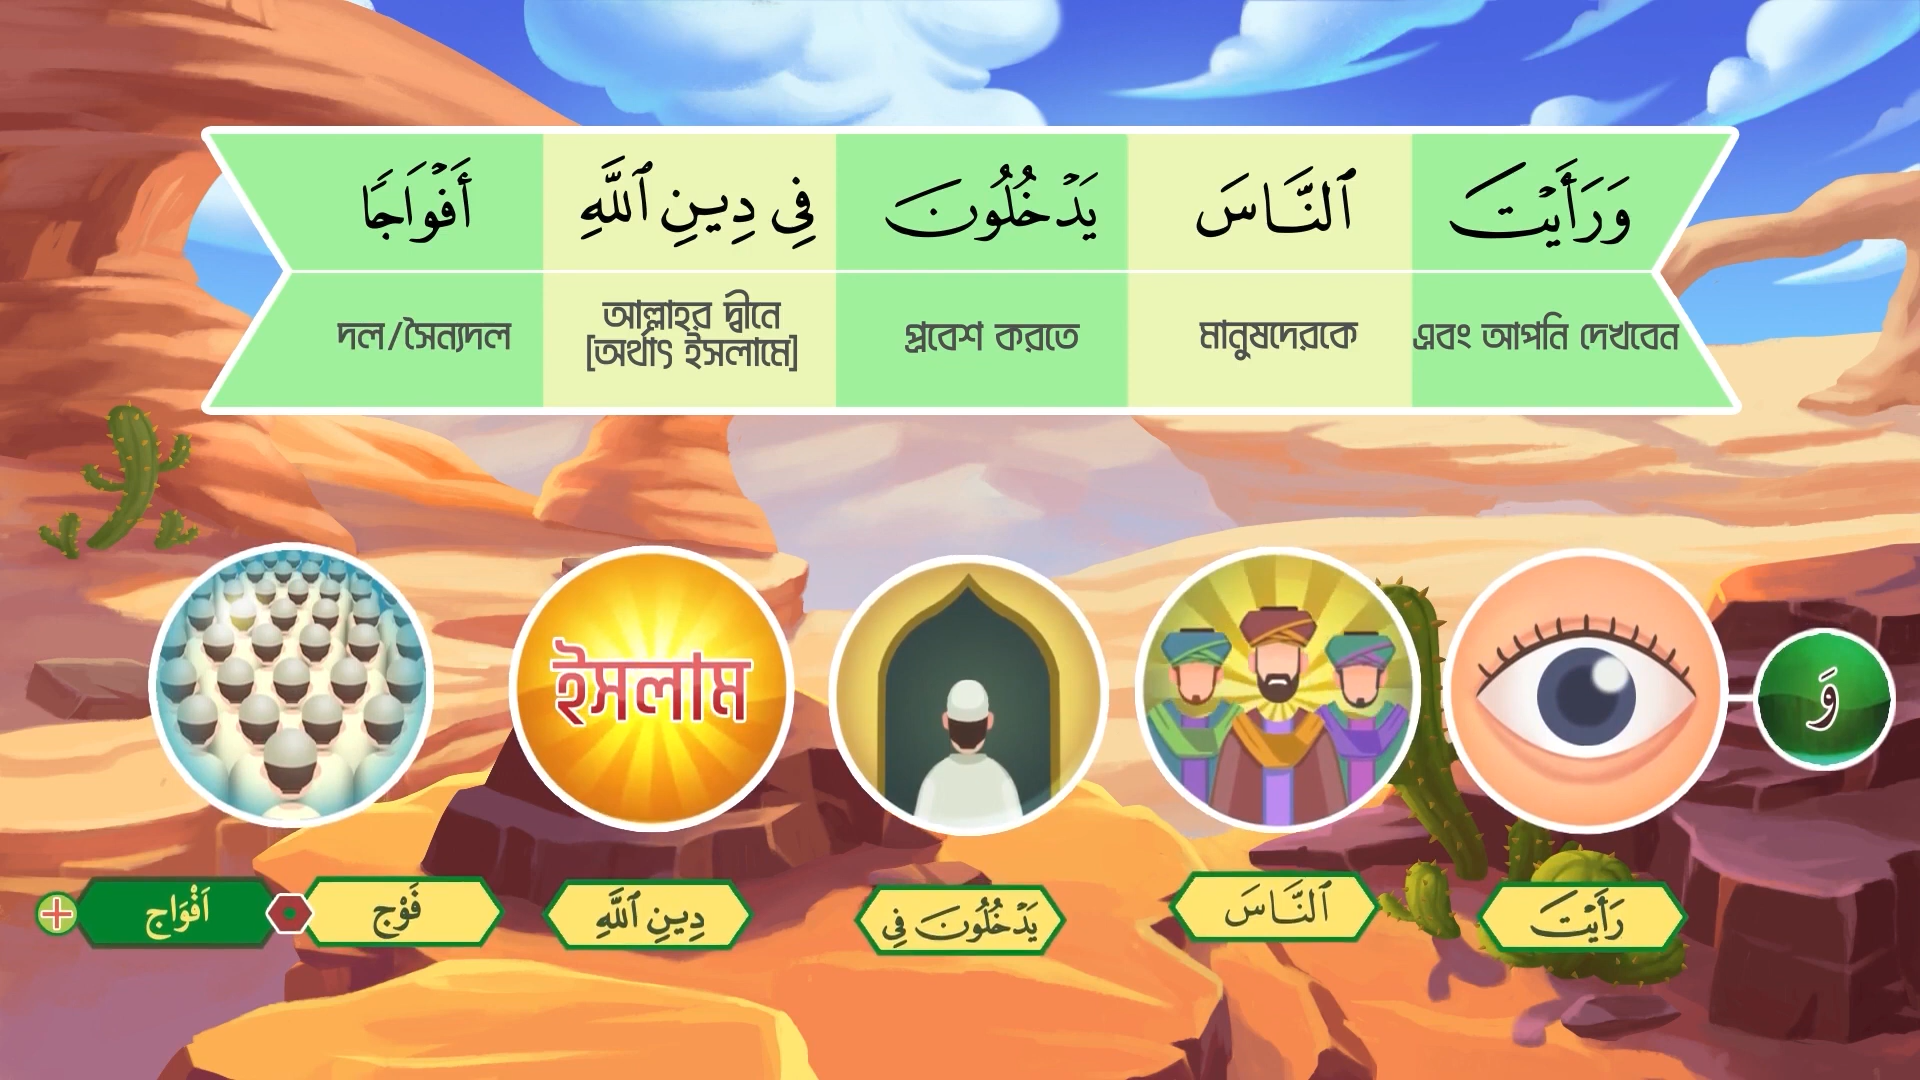 وَرَأَيۡتَ ٱلنَّاسَ يَدۡخُلُونَ فِي دِينِ ٱللَّهِ أَفۡوَاجٗا
এবং আপনি দেখবেন
মানুষদেরকে
প্রবেশ করতে
আল্লাহর দ্বীনে
[অর্থাৎ ইসলামে]
দল/সৈন্যদল
وَ
ইসলাম
رَأَيۡتَ
ٱلنَّاسَ
يَدۡخُلُونَ فِي
دِينِ ٱللَّهِ
فَوْج
اَفْوَاج